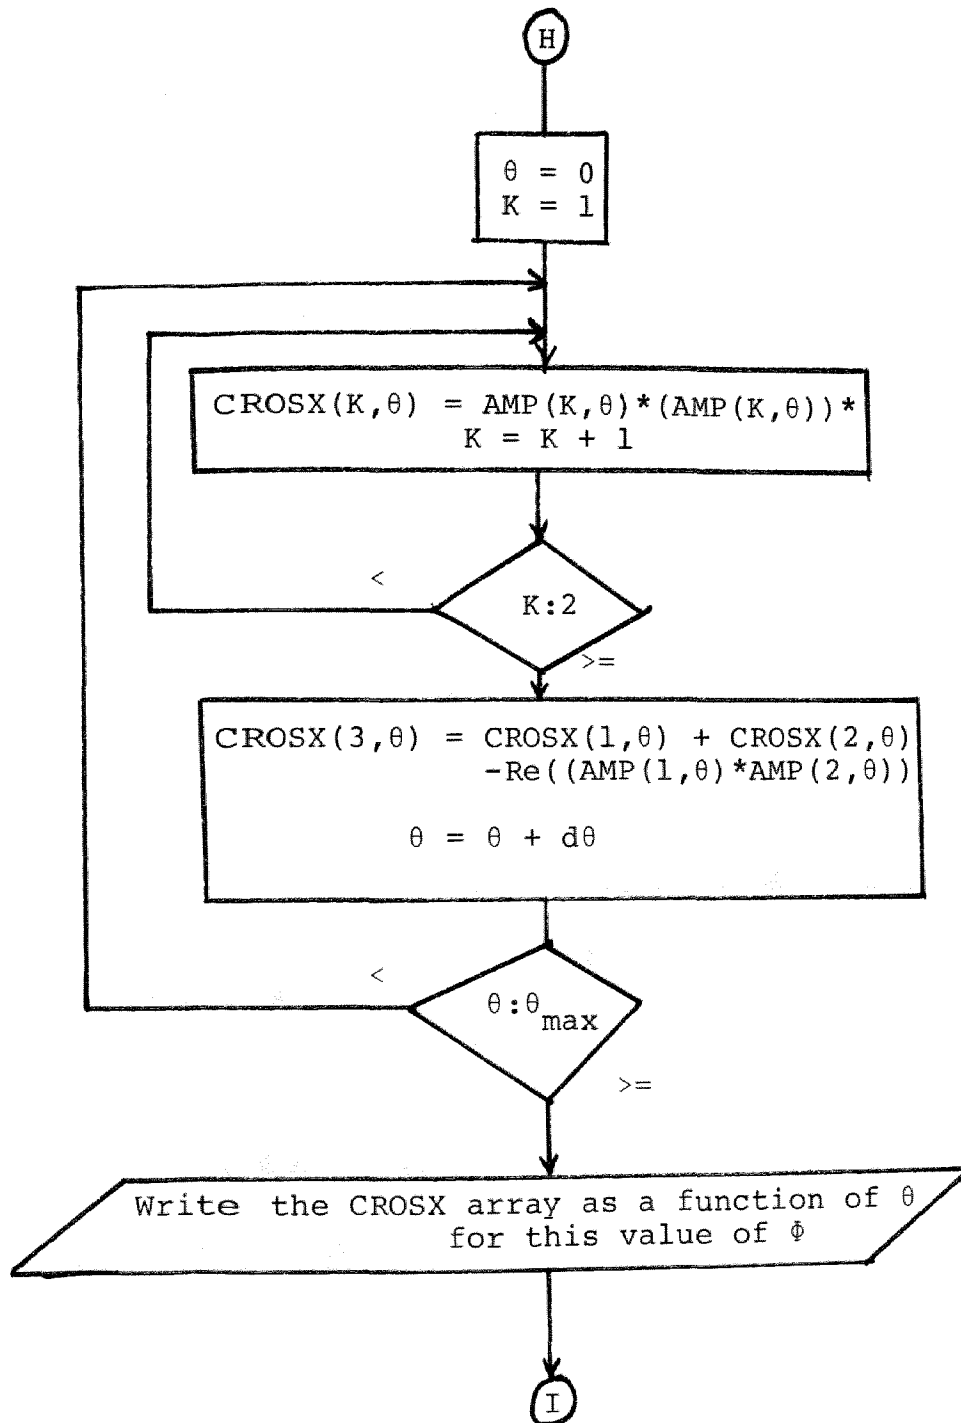 H
θ = 0
K = 1
CROSX(K,θ) = AMP(K,θ)*(AMP(K,θ))*
K = K + 1
<
K:2
>=
CROSX(3,θ) = CROSX(1,θ) + CROSX(2,θ)
-Re((AMP(1,θ)*AMP(2,θ))
θ = θ + dθ
<
θ:θmax
>=
Write the CROSX array as a function of θ
for this value of Φ
I